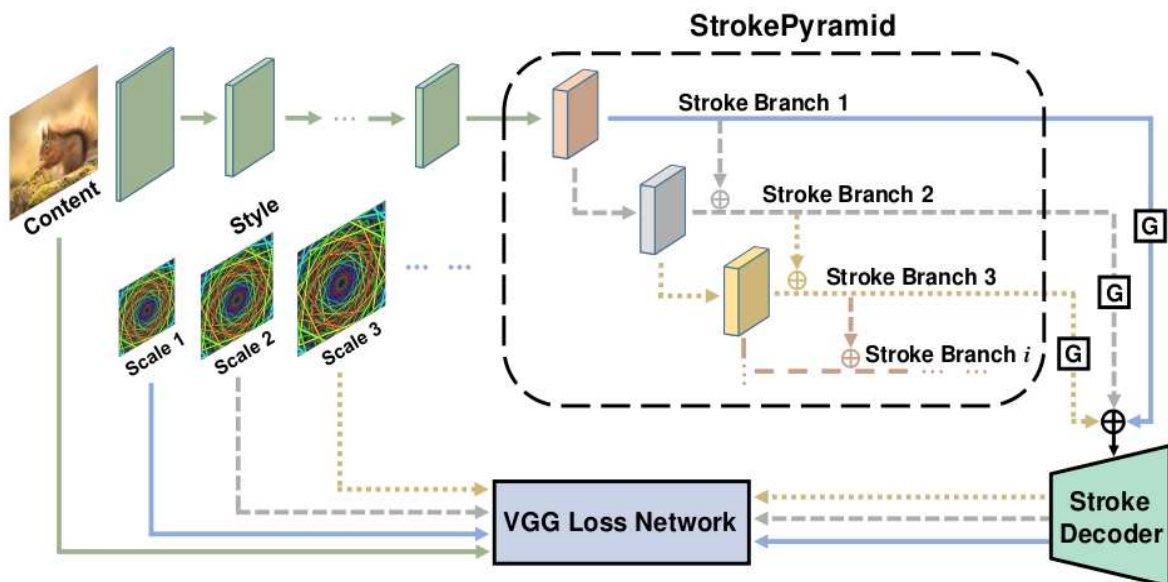 StrokePyramid
Stroke Branch 1
Content
Style
Stroke Branch 2
G
Stroke Branch 3
G
Scale 1
Scale 2
Scale 3
Stroke Branch i
G
VGG Loss Network
Stroke
Decoder